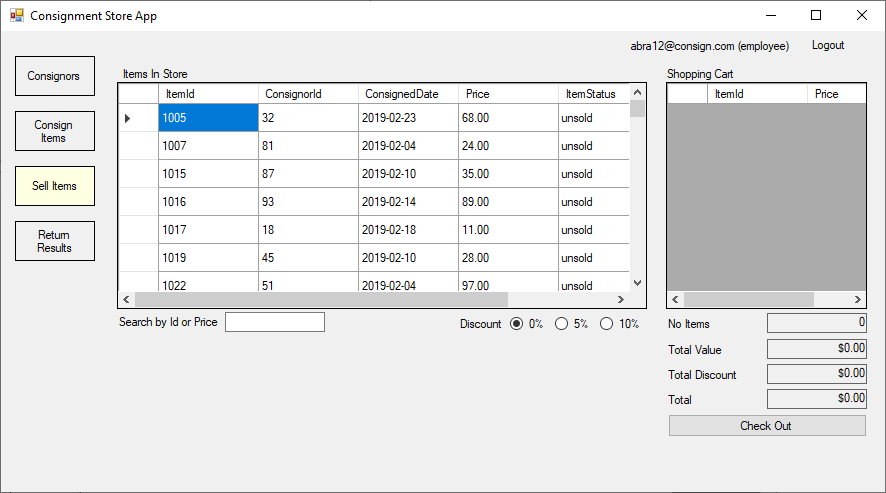 Consignment Store App
abra12@consign.com (employee)
Logout
Consignors
Consign
Items
Sell Items
Return
Results
Items In Store
ItemId ConsignorId ConsignedDate Price ItemStatus
1005 32 2019-02-23 68.00 unsold
1007 81 2019-02-04 24.00 unsold
1015 87 2019-02-10 35.00 unsold
1016 93 2019-02-14 89.00 unsold
1017 18 2019-02-18 11.00 unsold
1019 45 2019-02-10 28.00 unsold
1022 51 2019-02-04 97.00 unsold
Search by Id or Price
Discount 0% 5% 10%
Shopping Cart
ItemId Price
No Items 0
Total Value $0.00
Total Discount $0.00
Total $0.00
Check Out